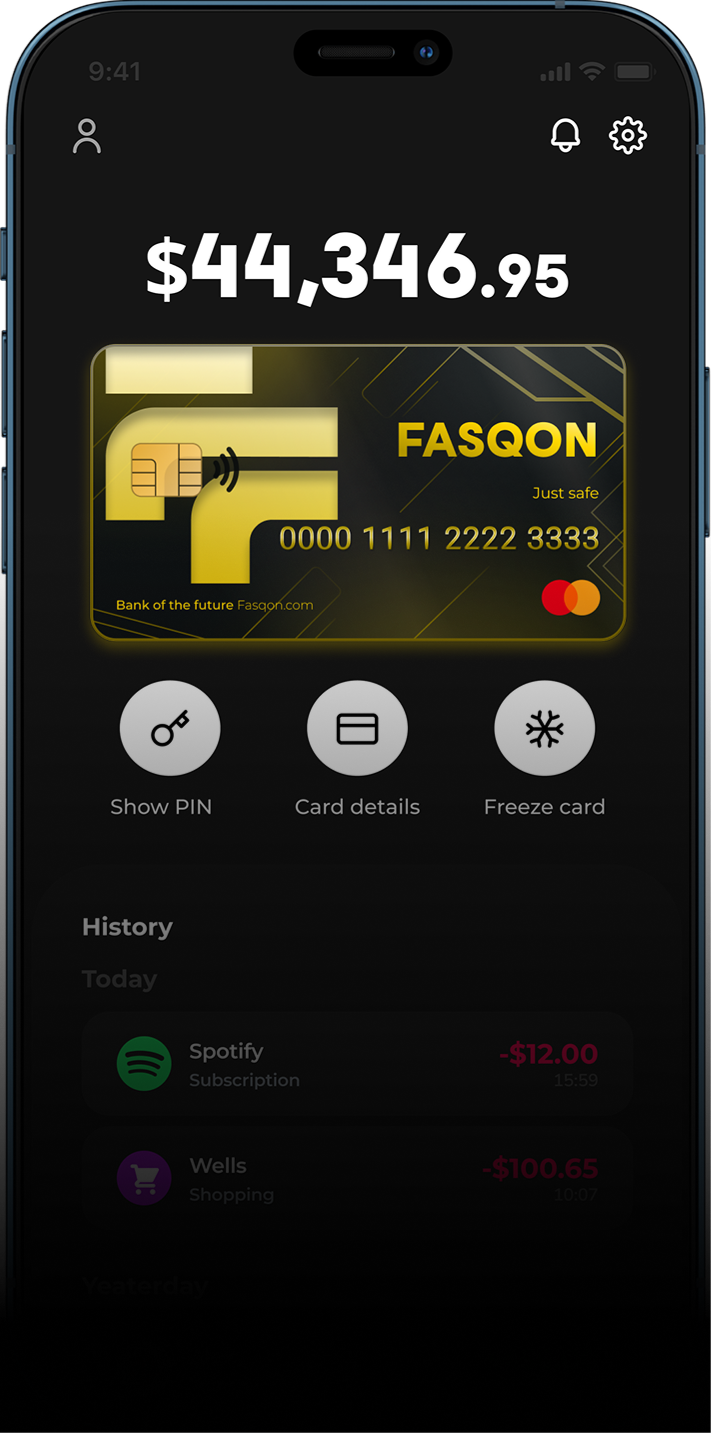 9:41
$44,346.95
FASQON
Just safe
0000 1111 2222 3333
Bank of the future Fasqon.com
Show PIN
Card details
Freeze card
History
Today
Spotify
-$12.00
Subscription
15:59
Wells
-$100.65
Shopping
10:07
Yeaterday